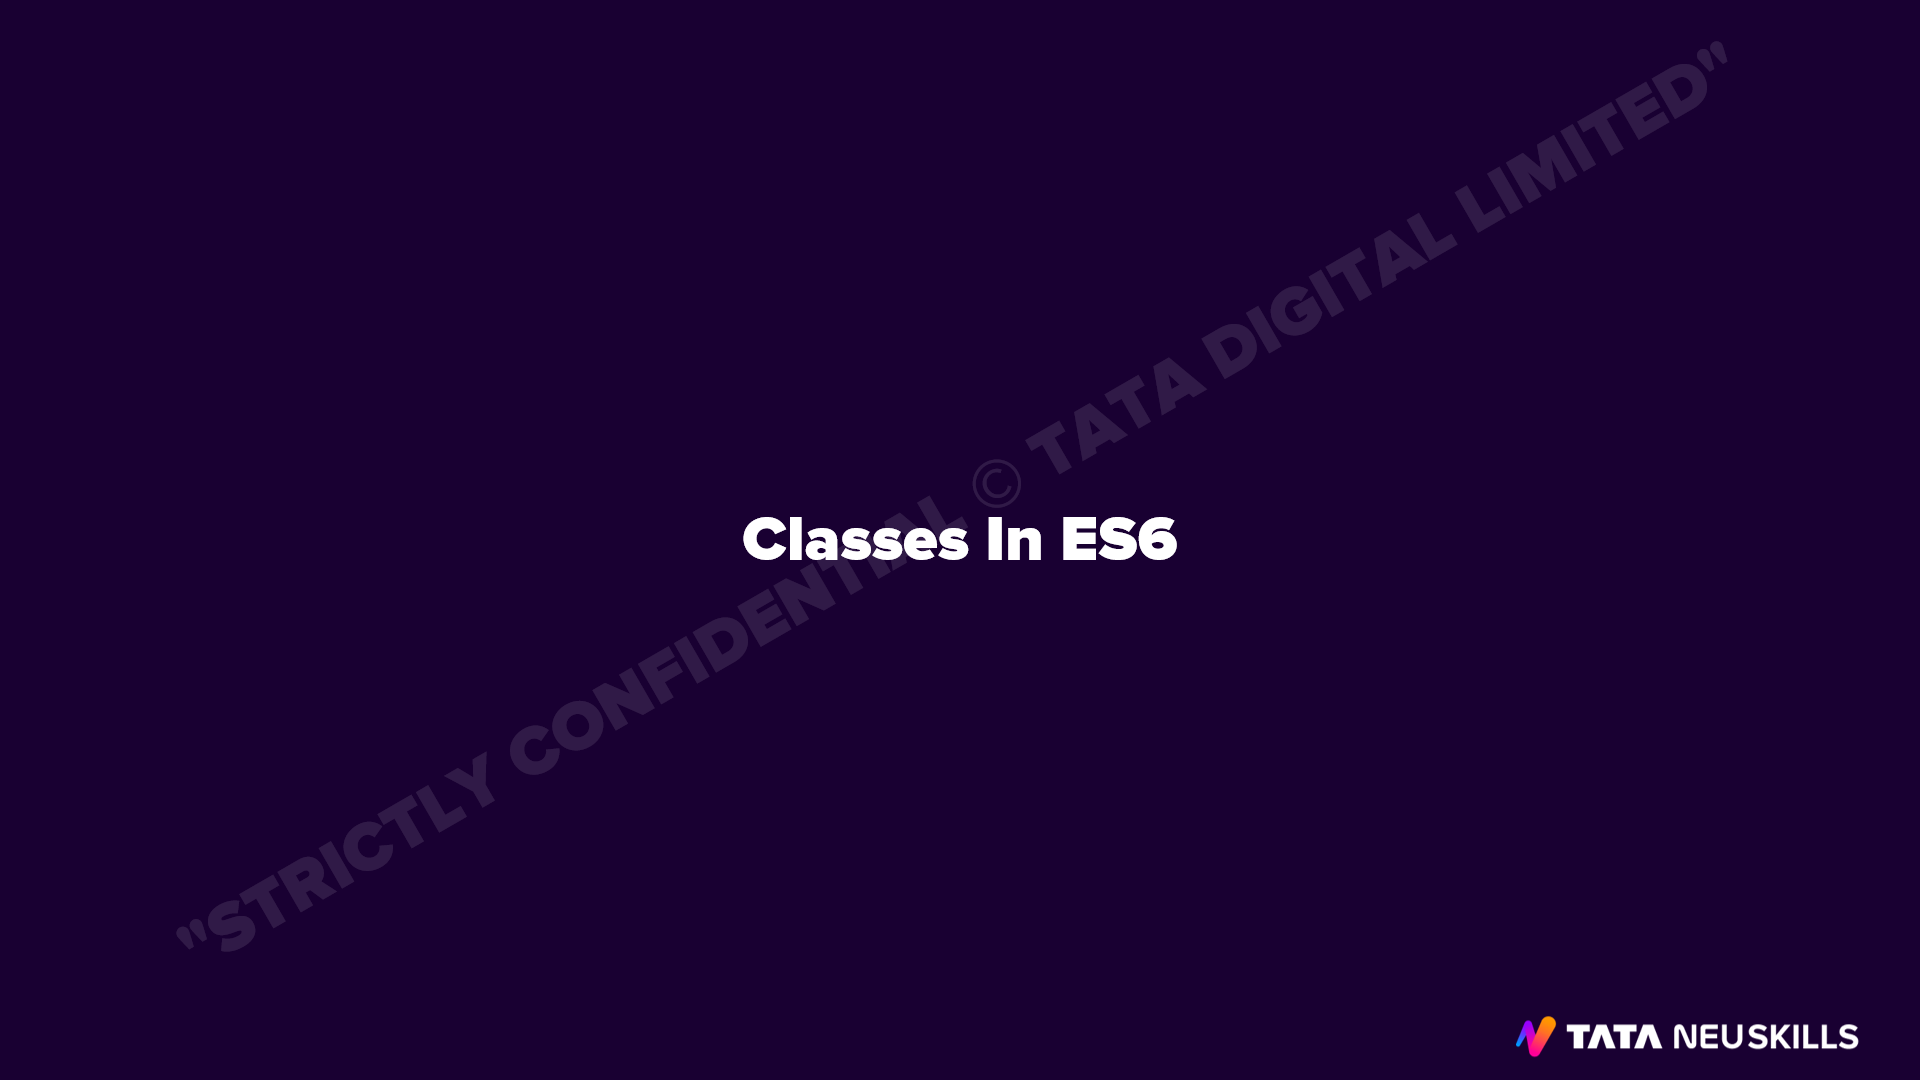 "STRICTLY CONFIDENTIAL © TATA DIGITAL LIMITED"
Classes In ES6
TATA NEUSKILLS